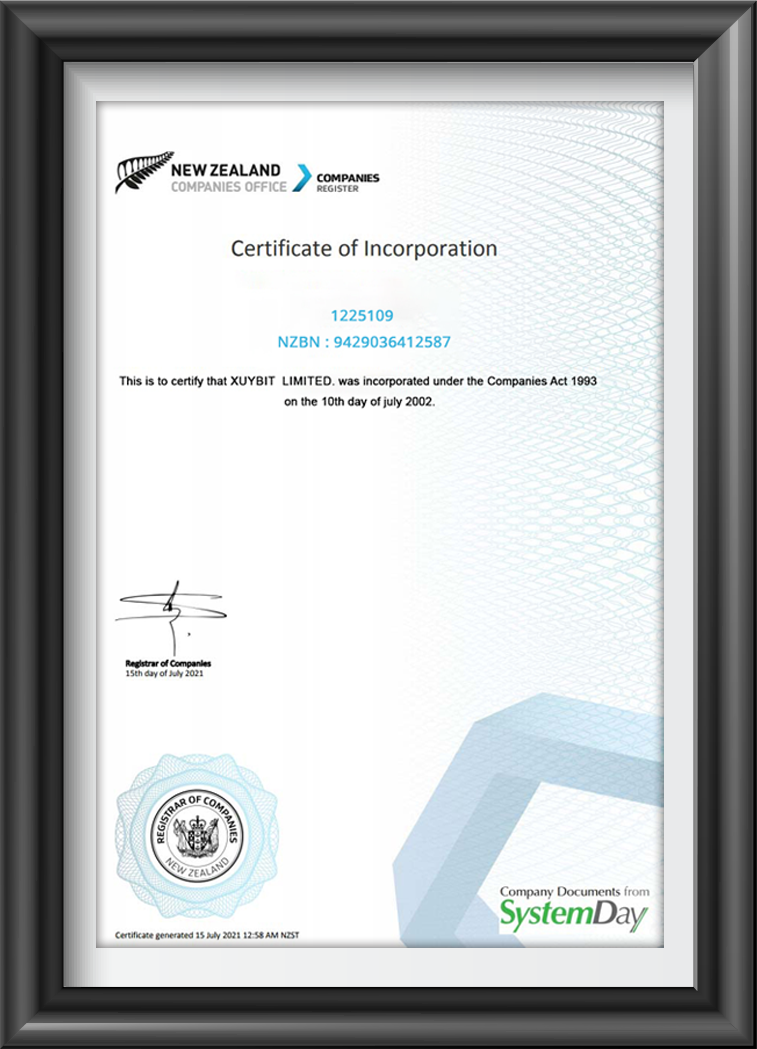 NEW ZEALAND
COMPANIES OFFICE
COMPANIES
REGISTER
Certificate of Incorporation
1225109
NZBN : 9429036412587
This is to certify that XUYBIT LIMITED. was incorporated under the Companies Act 1993
on the 10th day of july 2002.
Registrar of Companies
15th day of July 2021
REGISTRAR OF COMPANIES
NEW ZEALAND
Company Documents from
SystemDay
Certificate generated 15 July 2021 12:58 AM NZST